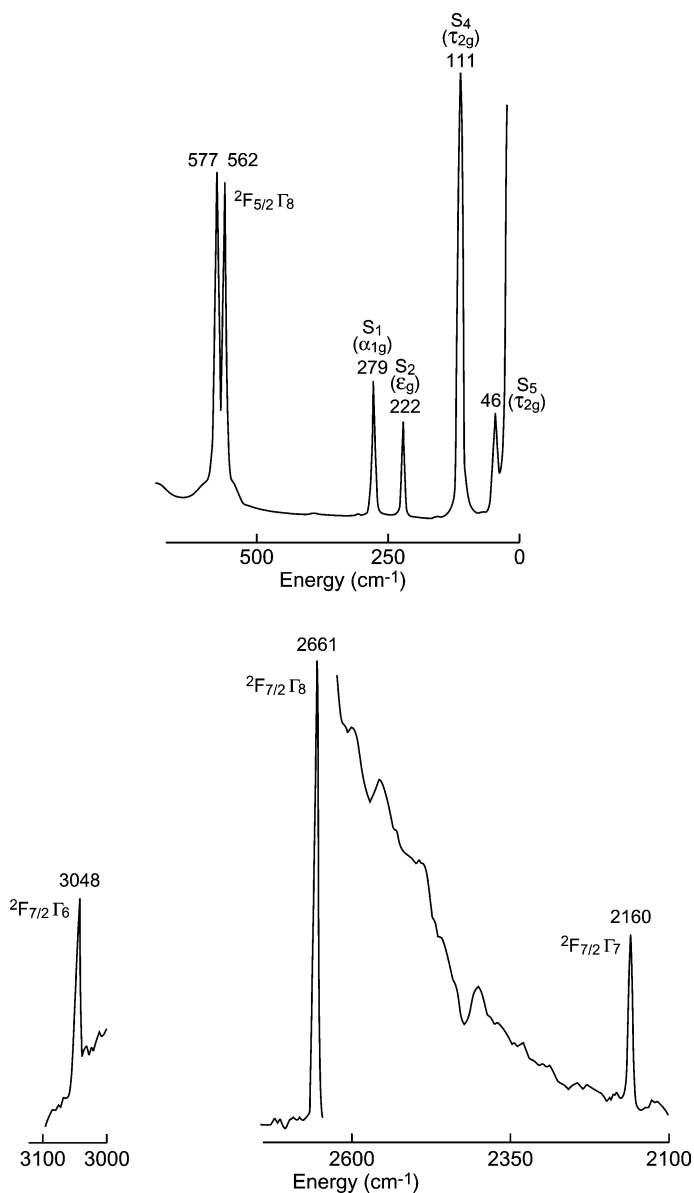 S₄
(τ₂g)
111
577 562
²F₅/₂ Γ₈
S₁
(α₁g)
279
S₂
(εg)
222
46
S₅
(τ₂g)
500 250 0
Energy (cm⁻¹)
2661
²F₇/₂ Γ₈
3048
²F₇/₂ Γ₆
2160
²F₇/₂ Γ₇
3100 3000 2600 2350 2100
Energy (cm⁻¹)